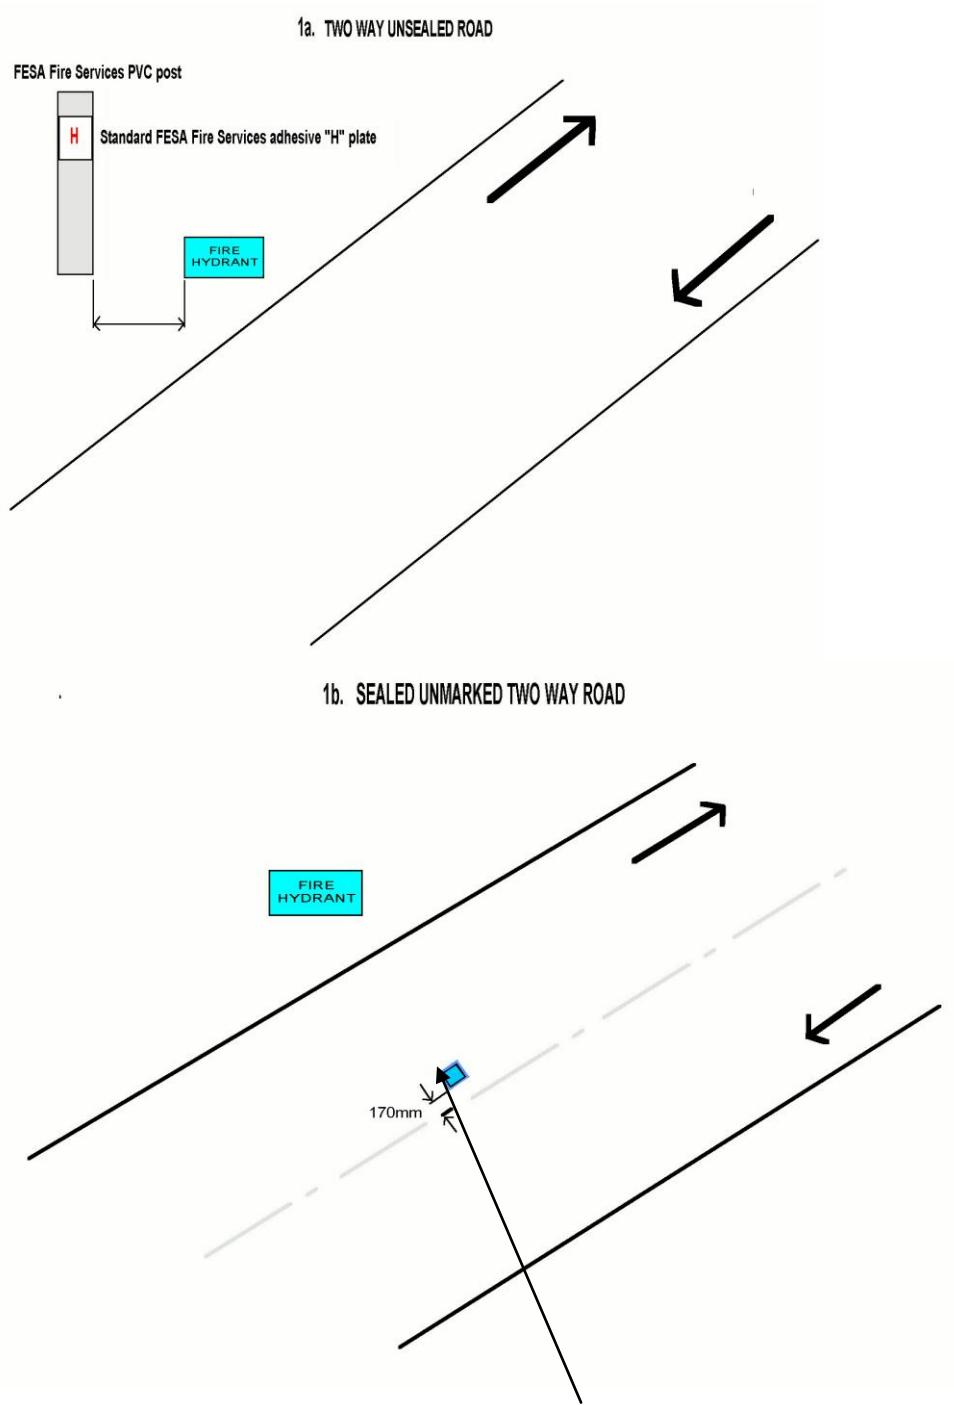 1a. TWO WAY UNSEALED ROAD
FESA Fire Services PVC post
H
Standard FESA Fire Services adhesive "H" plate
FIRE
HYDRANT
1b. SEALED UNMARKED TWO WAY ROAD
FIRE
HYDRANT
170mm